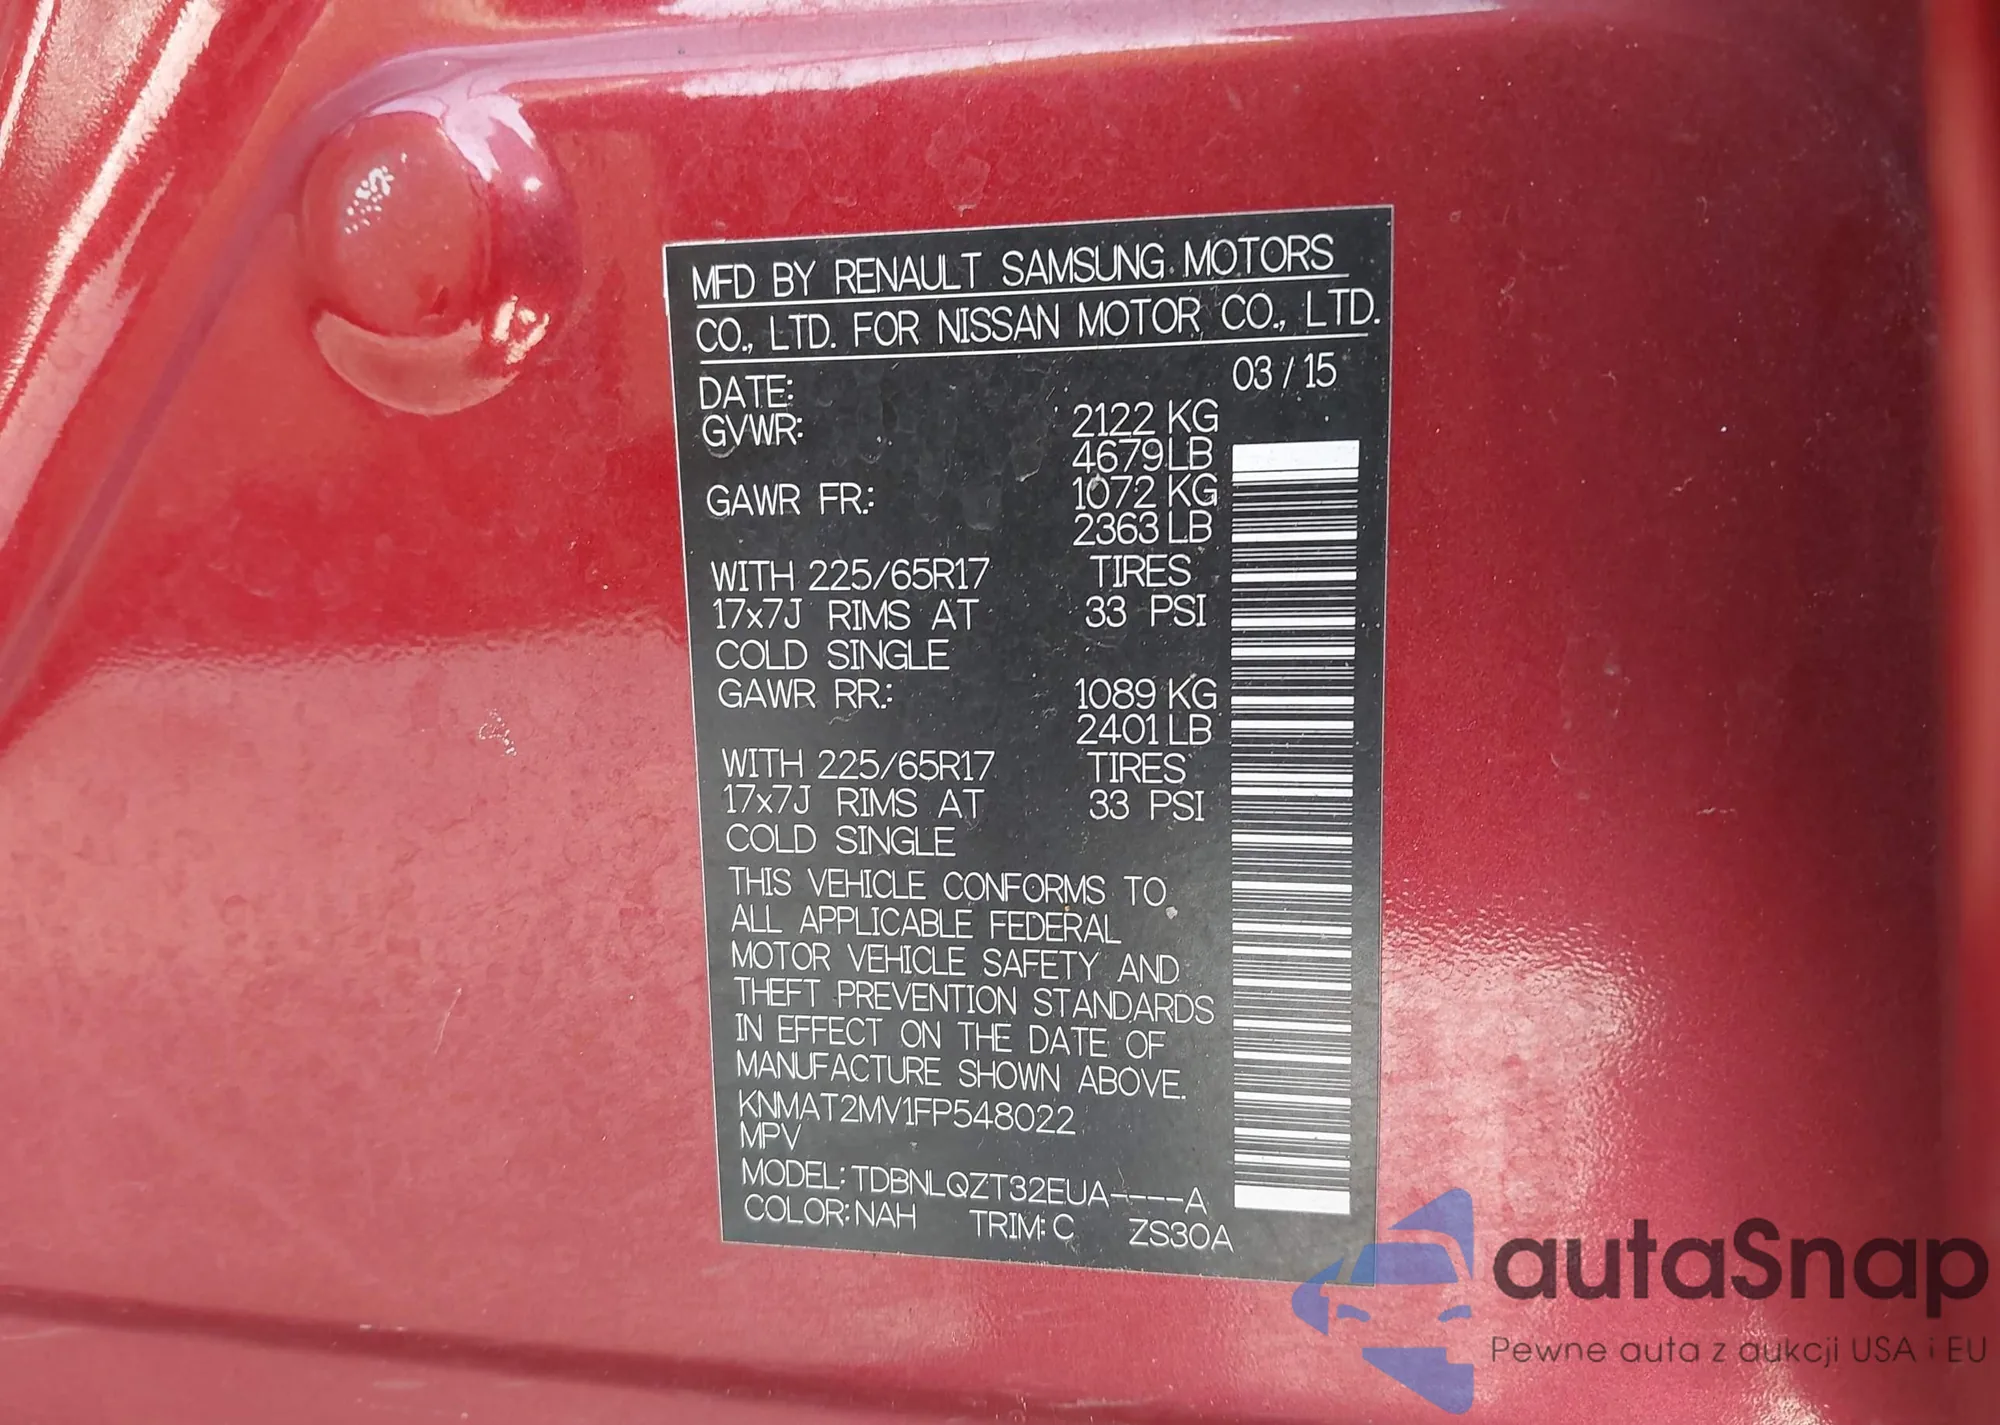 MFD BY RENAULT SAMSUNG MOTORS
CO., LTD. FOR NISSAN MOTOR CO., LTD.
DATE: 03 / 15
GVWR: 2122 KG
4679 LB
GAWR FR.: 1072 KG
2363 LB
WITH 225/65R17 TIRES
17x7J RIMS AT 33 PSI
COLD SINGLE
GAWR RR.: 1089 KG
2401 LB
WITH 225/65R17 TIRES
17x7J RIMS AT 33 PSI
COLD SINGLE
THIS VEHICLE CONFORMS TO
ALL APPLICABLE FEDERAL
MOTOR VEHICLE SAFETY AND
THEFT PREVENTION STANDARDS
IN EFFECT ON THE DATE OF
MANUFACTURE SHOWN ABOVE.
KNMAT2MV1FP548022
MPV
MODEL: TDBNLQZT32EUA----A
COLOR: NAH TRIM: C ZS30A
autaSnap
Pewne auta z aukcji USA i EU